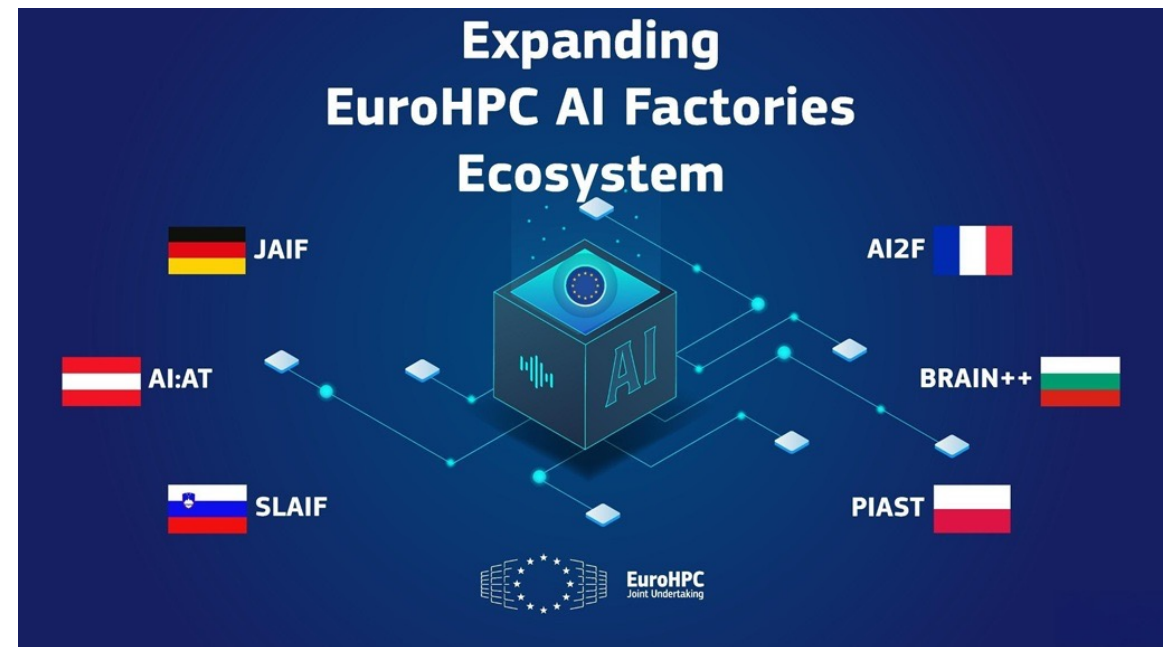 Expanding
EuroHPC AI Factories
Ecosystem
JAIF
AI2F
AI
AI:AT
BRAIN++
SLAIF
PIAST
EuroHPC
Joint Undertaking